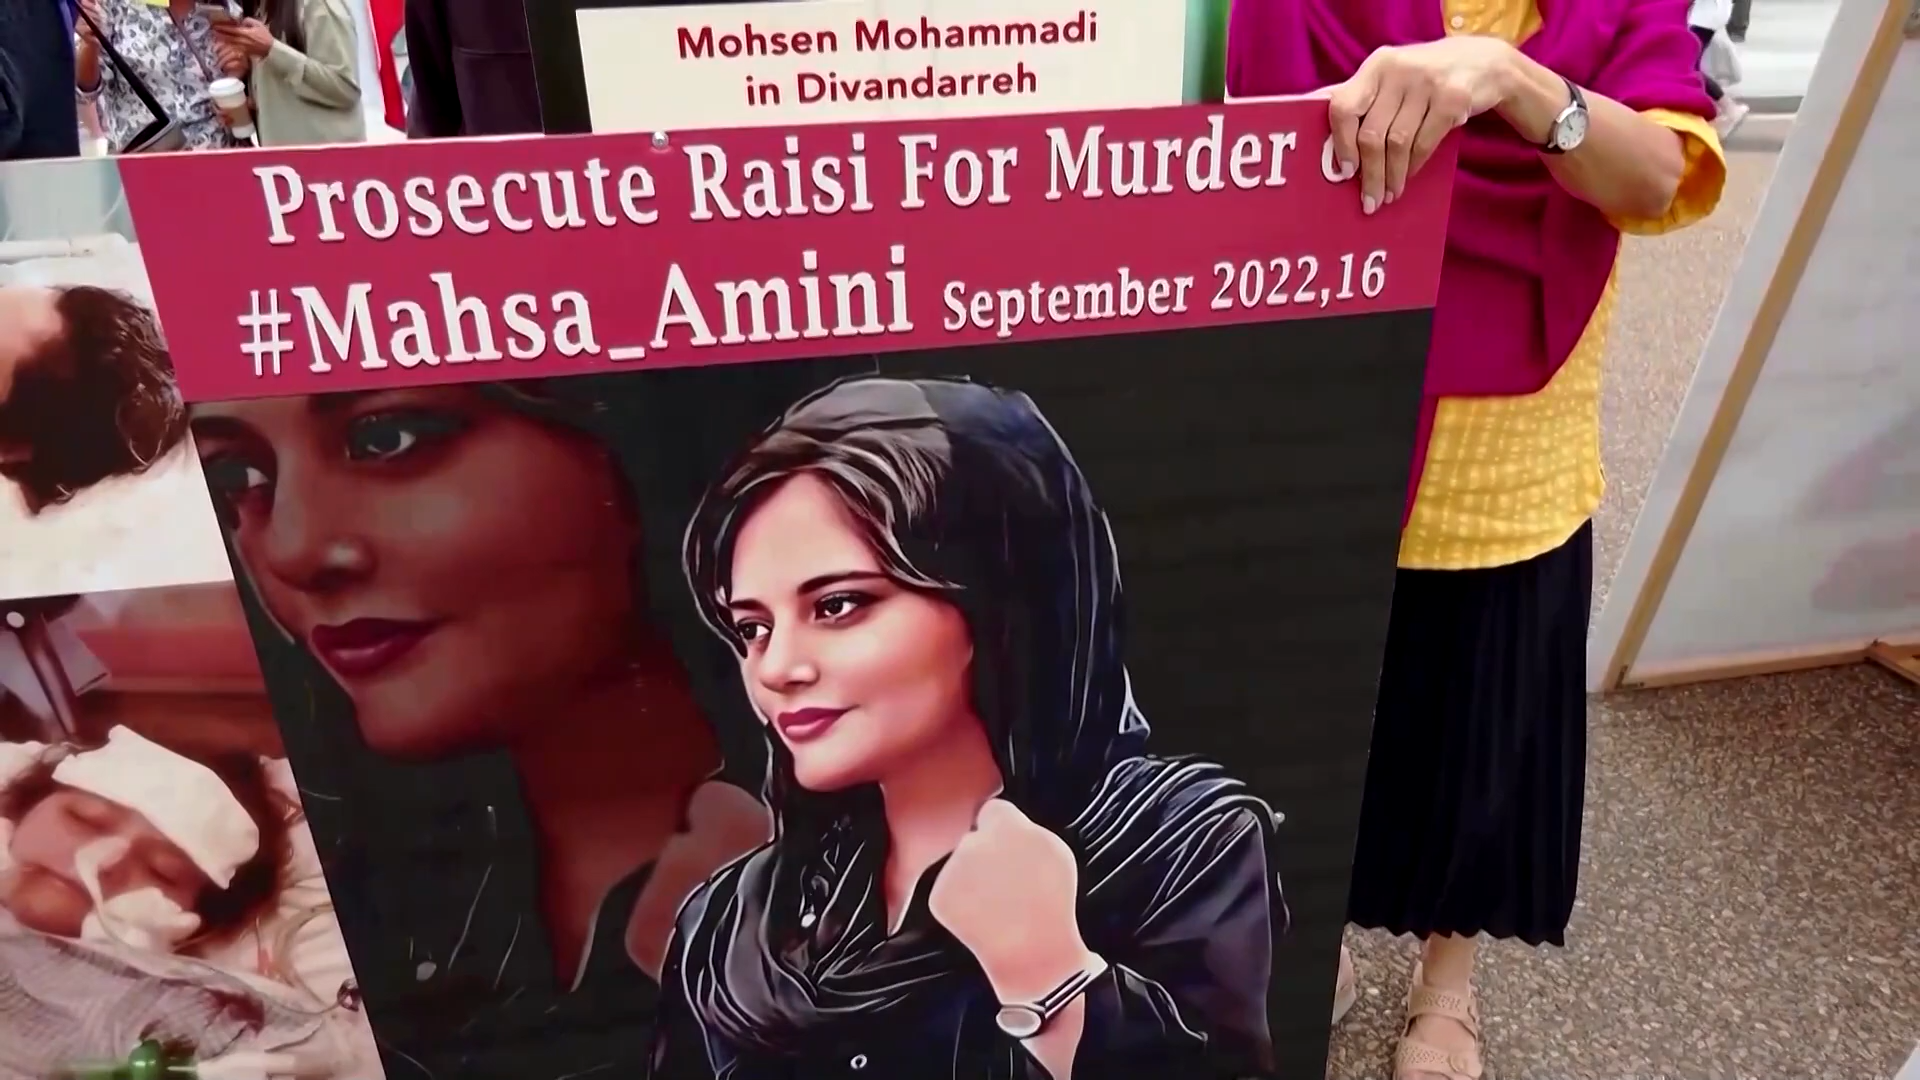 Mohsen Mohammadi
in Divandarreh
Prosecute Raisi For Murder
#Mahsa_Amini September 2022,16